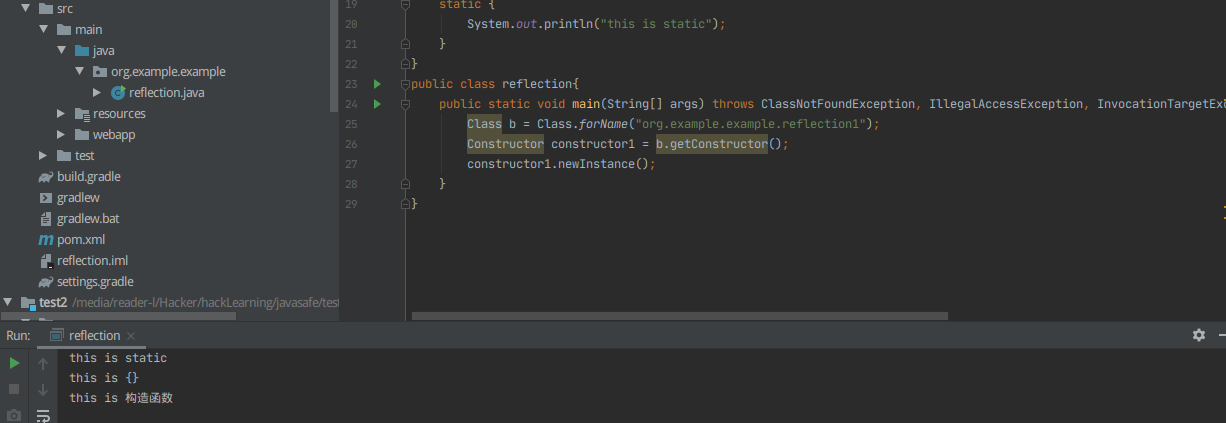 src
main
java
org.example.example
reflection.java
resources
webapp
test
build.gradle
gradlew
gradlew.bat
pom.xml
reflection.iml
settings.gradle
test2 /media/reader-l/Hacker/hackLearning/javasafe/test
19 static {
20 System.out.println("this is static");
21 }
22 }
23 public class reflection{
24 public static void main(String[] args) throws ClassNotFoundException, IllegalAccessException, InvocationTargetEx
25 Class b = Class.forName("org.example.example.reflection1");
26 Constructor constructor1 = b.getConstructor();
27 constructor1.newInstance();
28 }
29 }
Run: reflection
this is static
this is {}
this is 构造函数